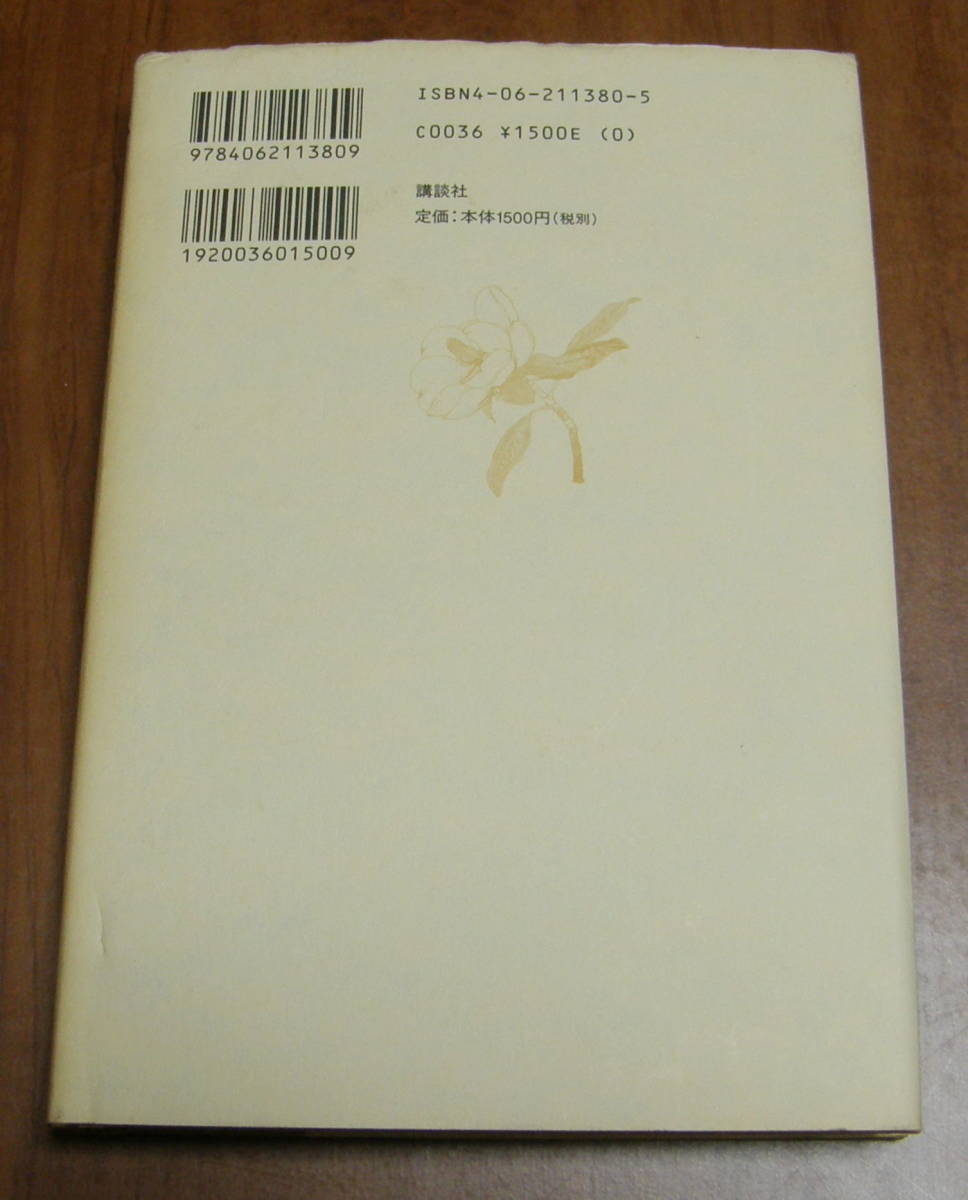 9784062113809
1920036015009
ISBN4-06-211380-5
C0036 ¥1500E (0)
講談社
定価：本体1500円（税別）